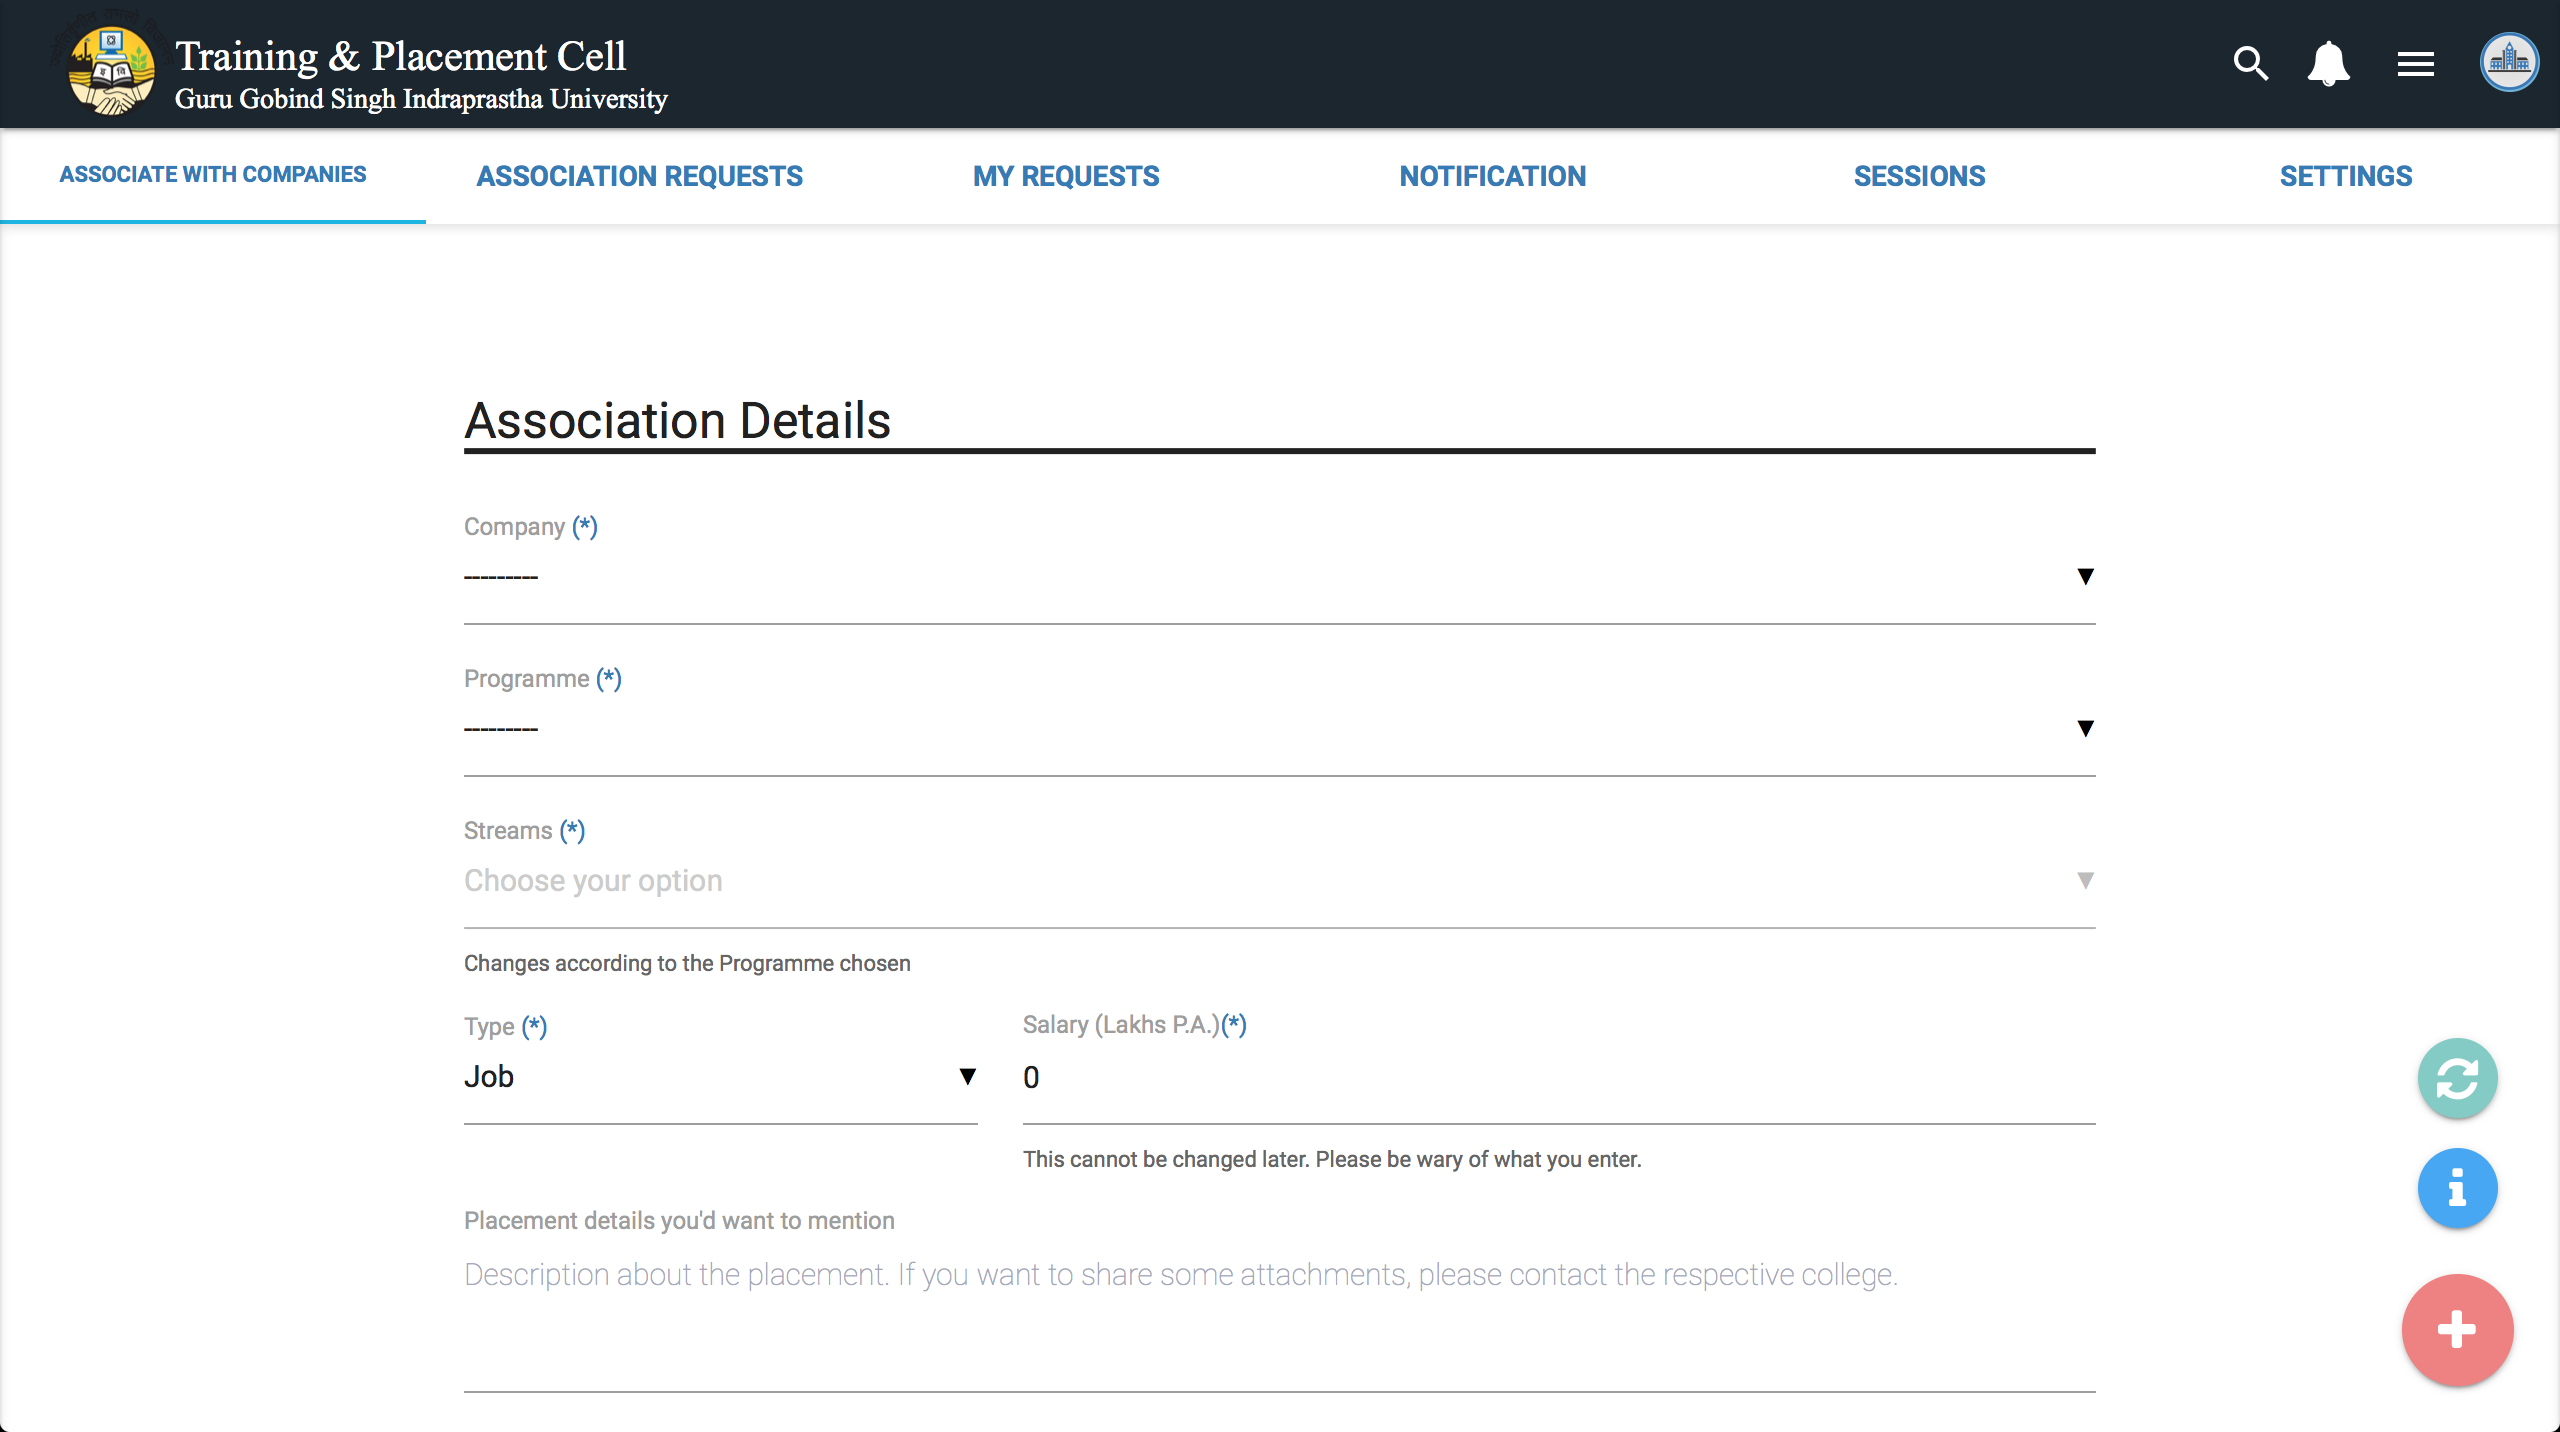 Training & Placement Cell
Guru Gobind Singh Indraprastha University
ASSOCIATE WITH COMPANIES
ASSOCIATION REQUESTS
MY REQUESTS
NOTIFICATION
SESSIONS
SETTINGS
Association Details
Company (*)
---------
Programme (*)
---------
Streams (*)
Choose your option
Changes according to the Programme chosen
Type (*)
Job
Salary (Lakhs P.A.)(*)
0
This cannot be changed later. Please be wary of what you enter.
Placement details you'd want to mention
Description about the placement. If you want to share some attachments, please contact the respective college.